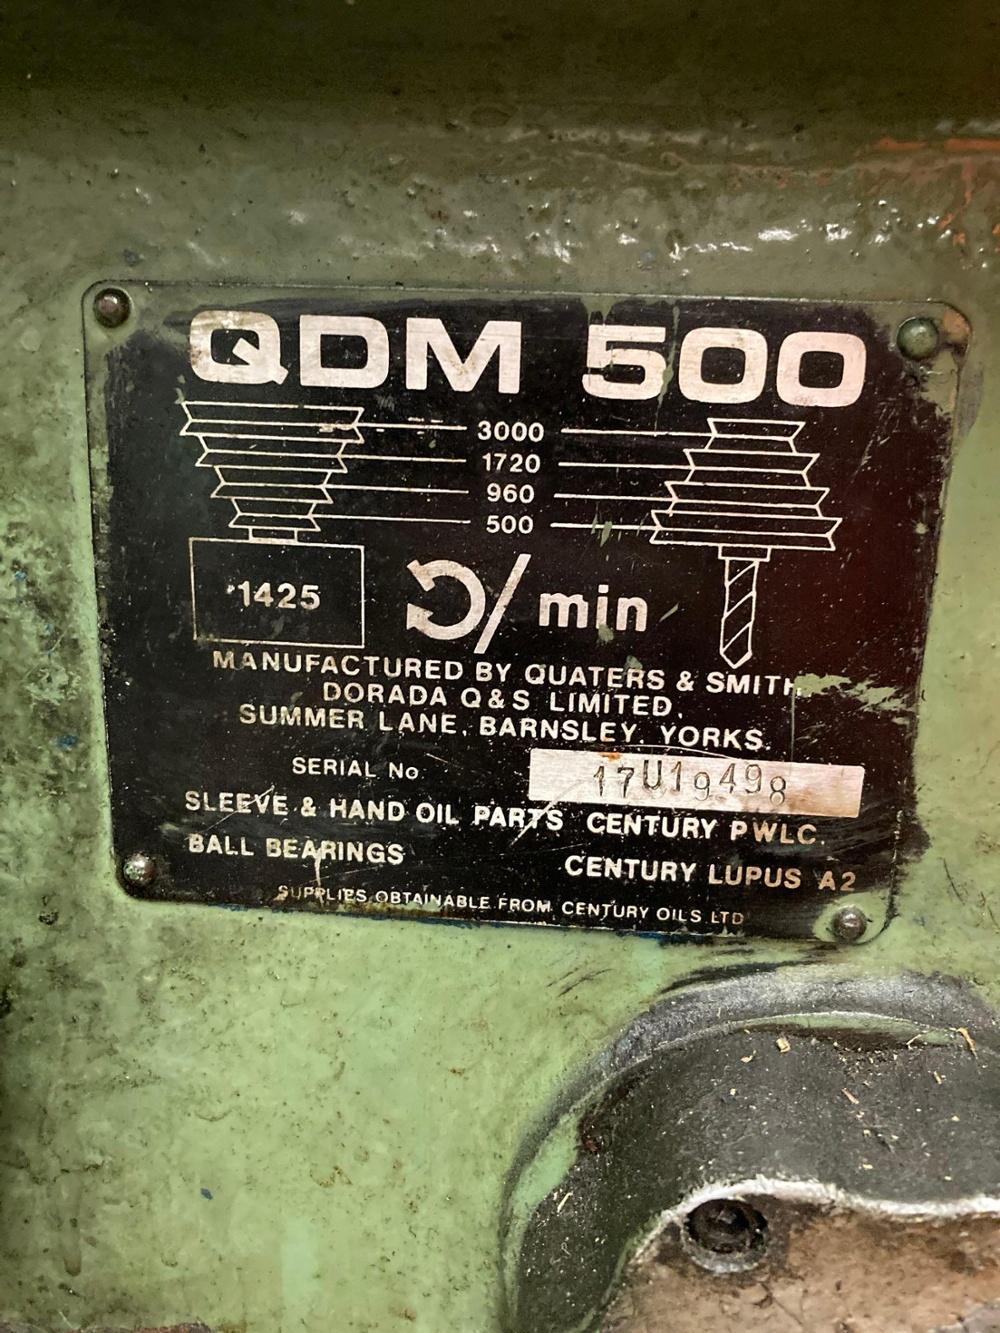 QDM 500
3000
1720
960
500
1425
/ min
MANUFACTURED BY QUATERS & SMITH
DORADA Q&S LIMITED,
SUMMER LANE, BARNSLEY, YORKS.
SERIAL No 17U19498
SLEEVE & HAND OIL PARTS CENTURY PWLC.
BALL BEARINGS CENTURY LUPUS A2
SUPPLIES OBTAINABLE FROM CENTURY OILS LTD